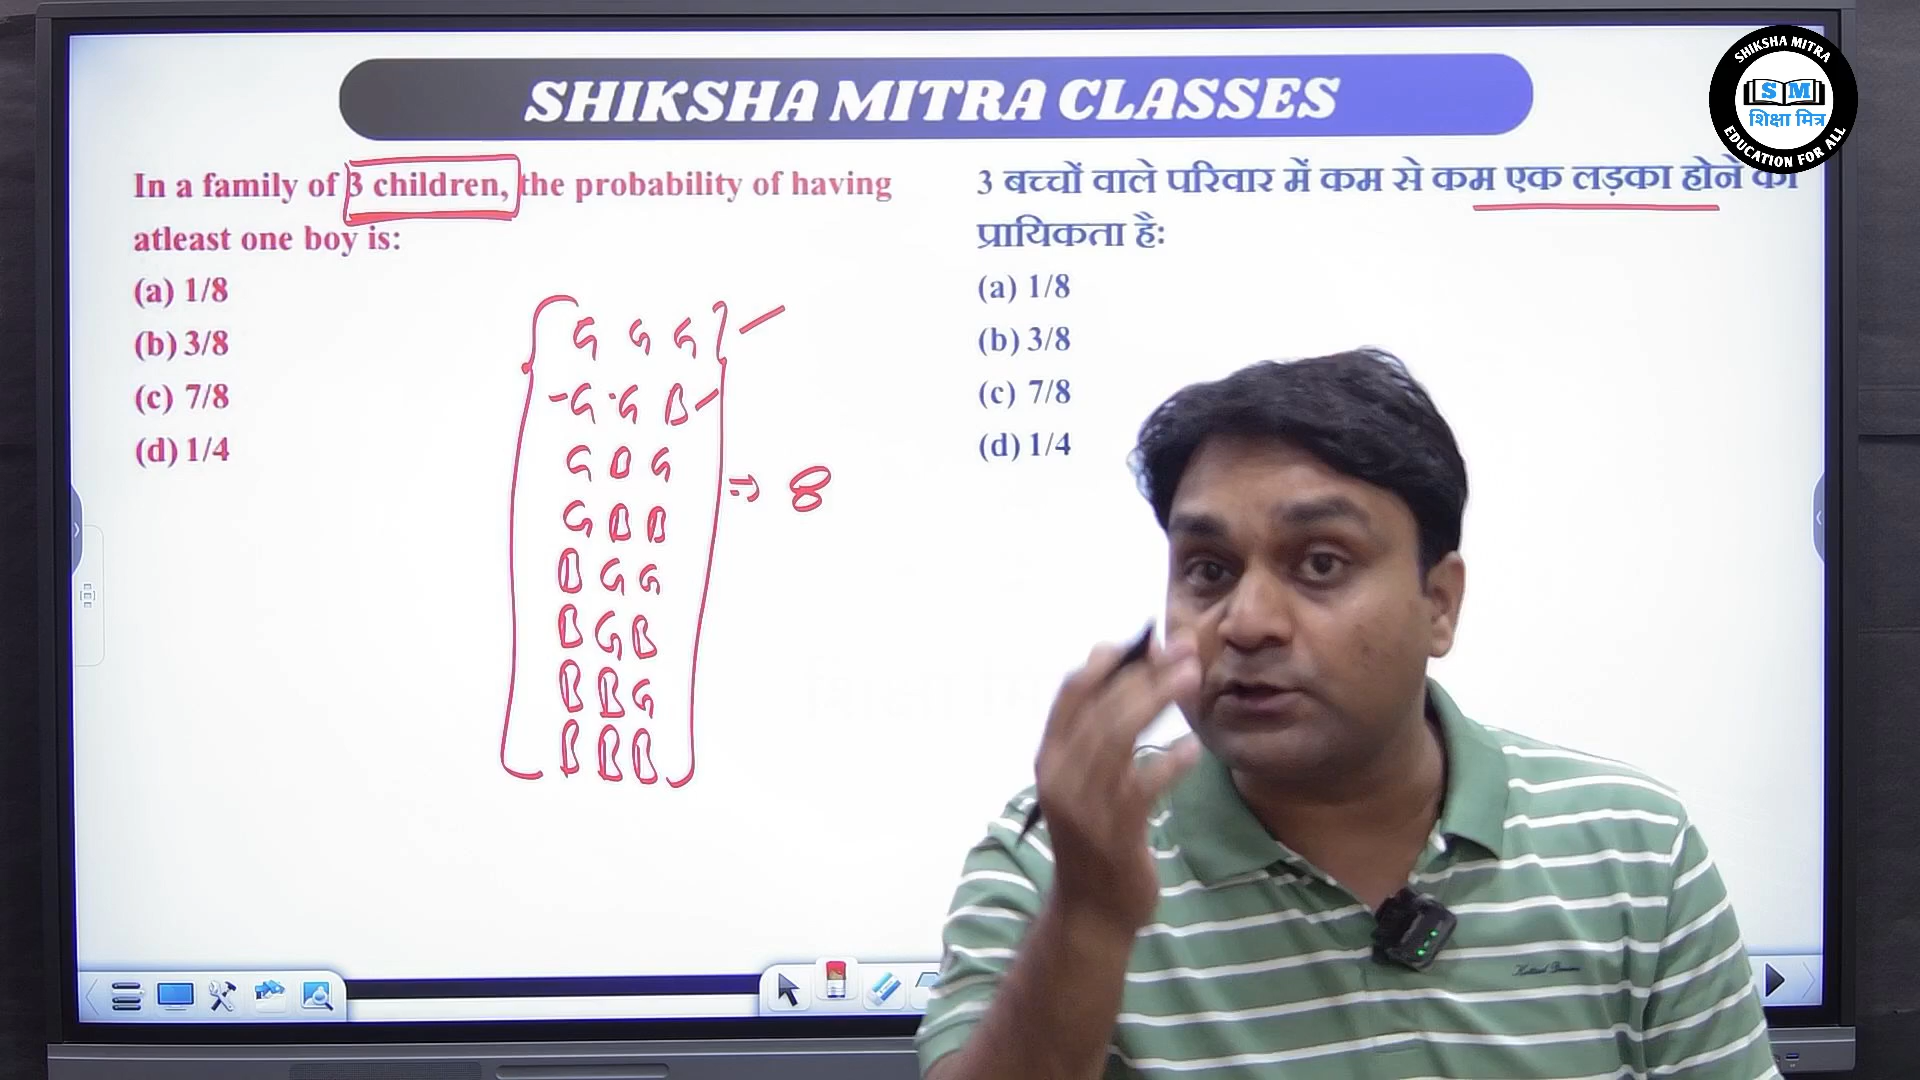 SHIKSHA MITRA CLASSES
SHIKSHA MITRA
S M
शिक्षा मित्र
EDUCATION FOR ALL
In a family of 3 children, the probability of having
atleast one boy is:
(a) 1/8
(b) 3/8
(c) 7/8
(d) 1/4
3 बच्चों वाले परिवार में कम से कम एक लड़का होने की
प्रायिकता है:
(a) 1/8
(b) 3/8
(c) 7/8
(d) 1/4
G G G
G G B
G B G
G B B
B G G
B G B
B B G
B B B
⇒ 8